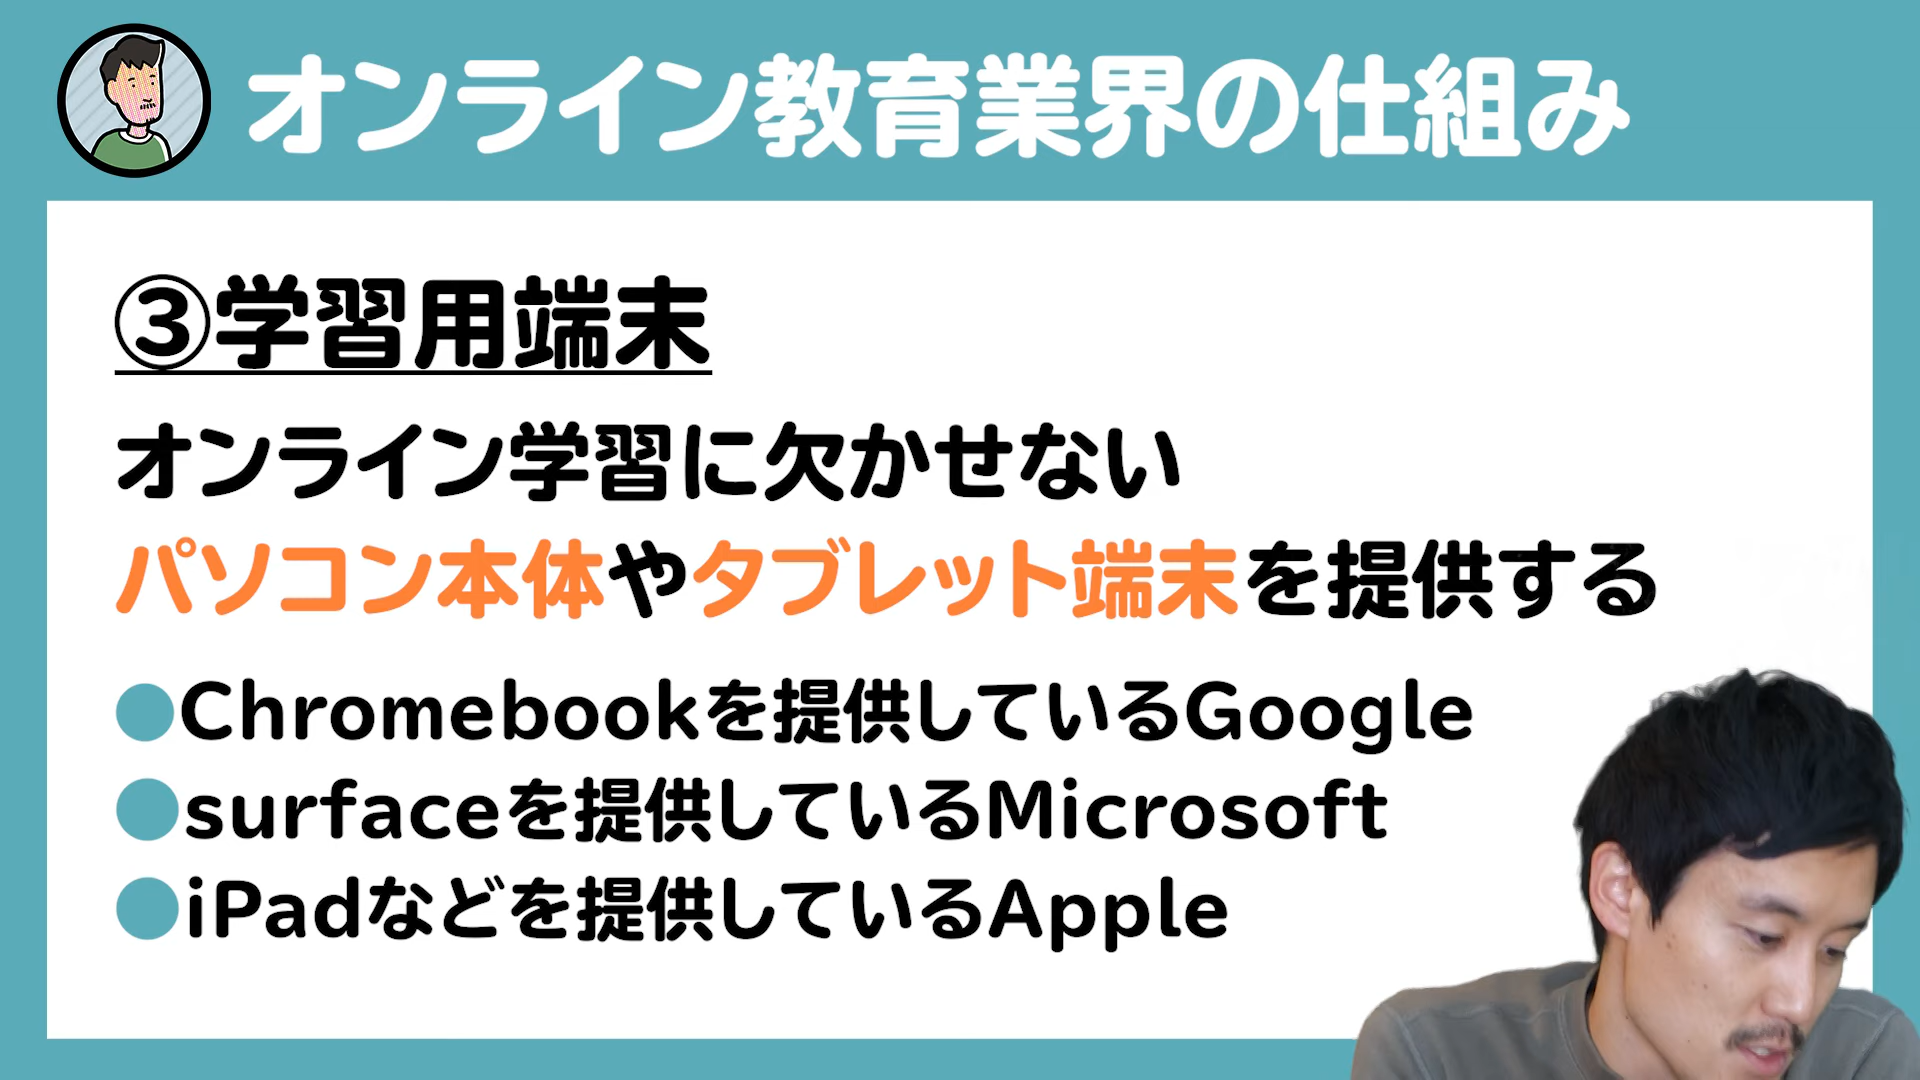 オンライン教育業界の仕組み
③学習用端末
オンライン学習に欠かせない
パソコン本体やタブレット端末を提供する
●Chromebookを提供しているGoogle
●surfaceを提供しているMicrosoft
●iPadなどを提供しているApple